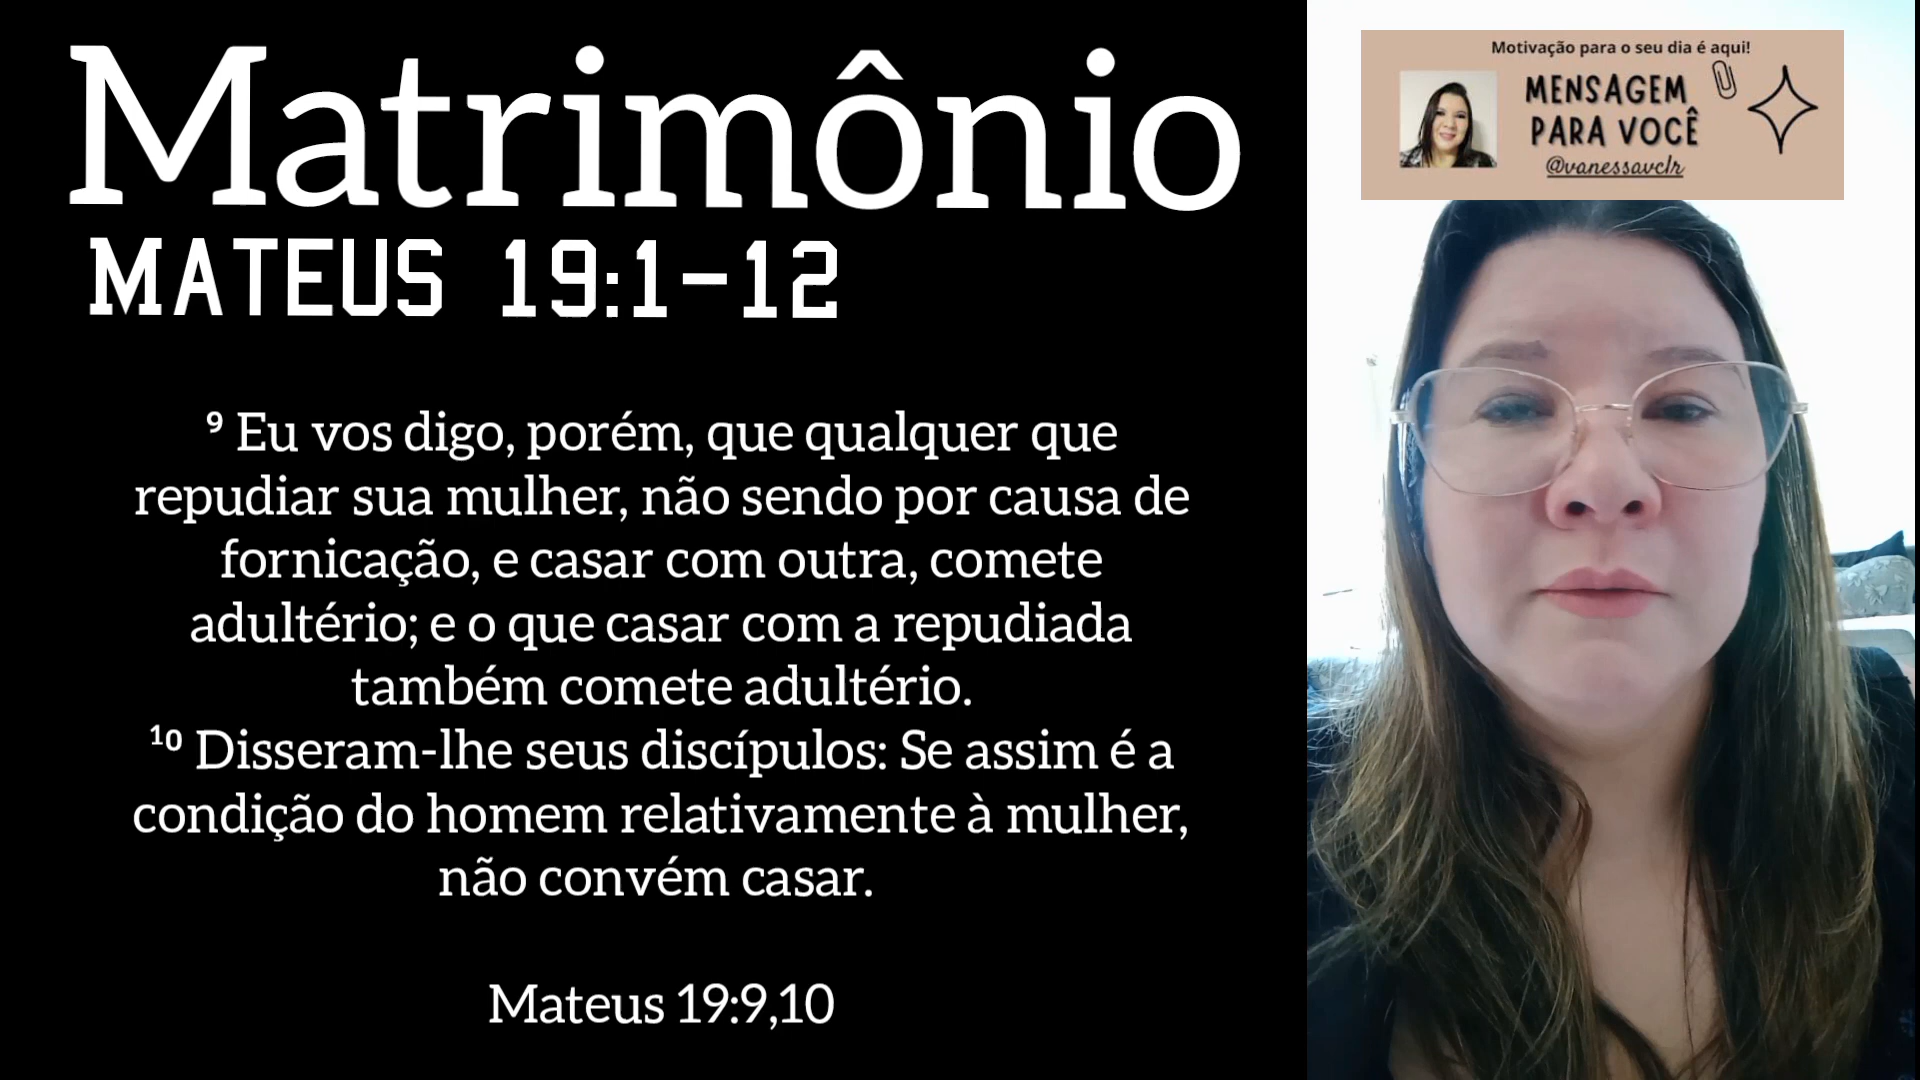 Matrimônio
MATEUS 19:1-12
⁹ Eu vos digo, porém, que qualquer que
repudiar sua mulher, não sendo por causa de
fornicação, e casar com outra, comete
adultério; e o que casar com a repudiada
também comete adultério.
¹⁰ Disseram-lhe seus discípulos: Se assim é a
condição do homem relativamente à mulher,
não convém casar.
Mateus 19:9,10
Motivação para o seu dia é aqui!
MENSAGEM
PARA VOCÊ
@vanessavclr